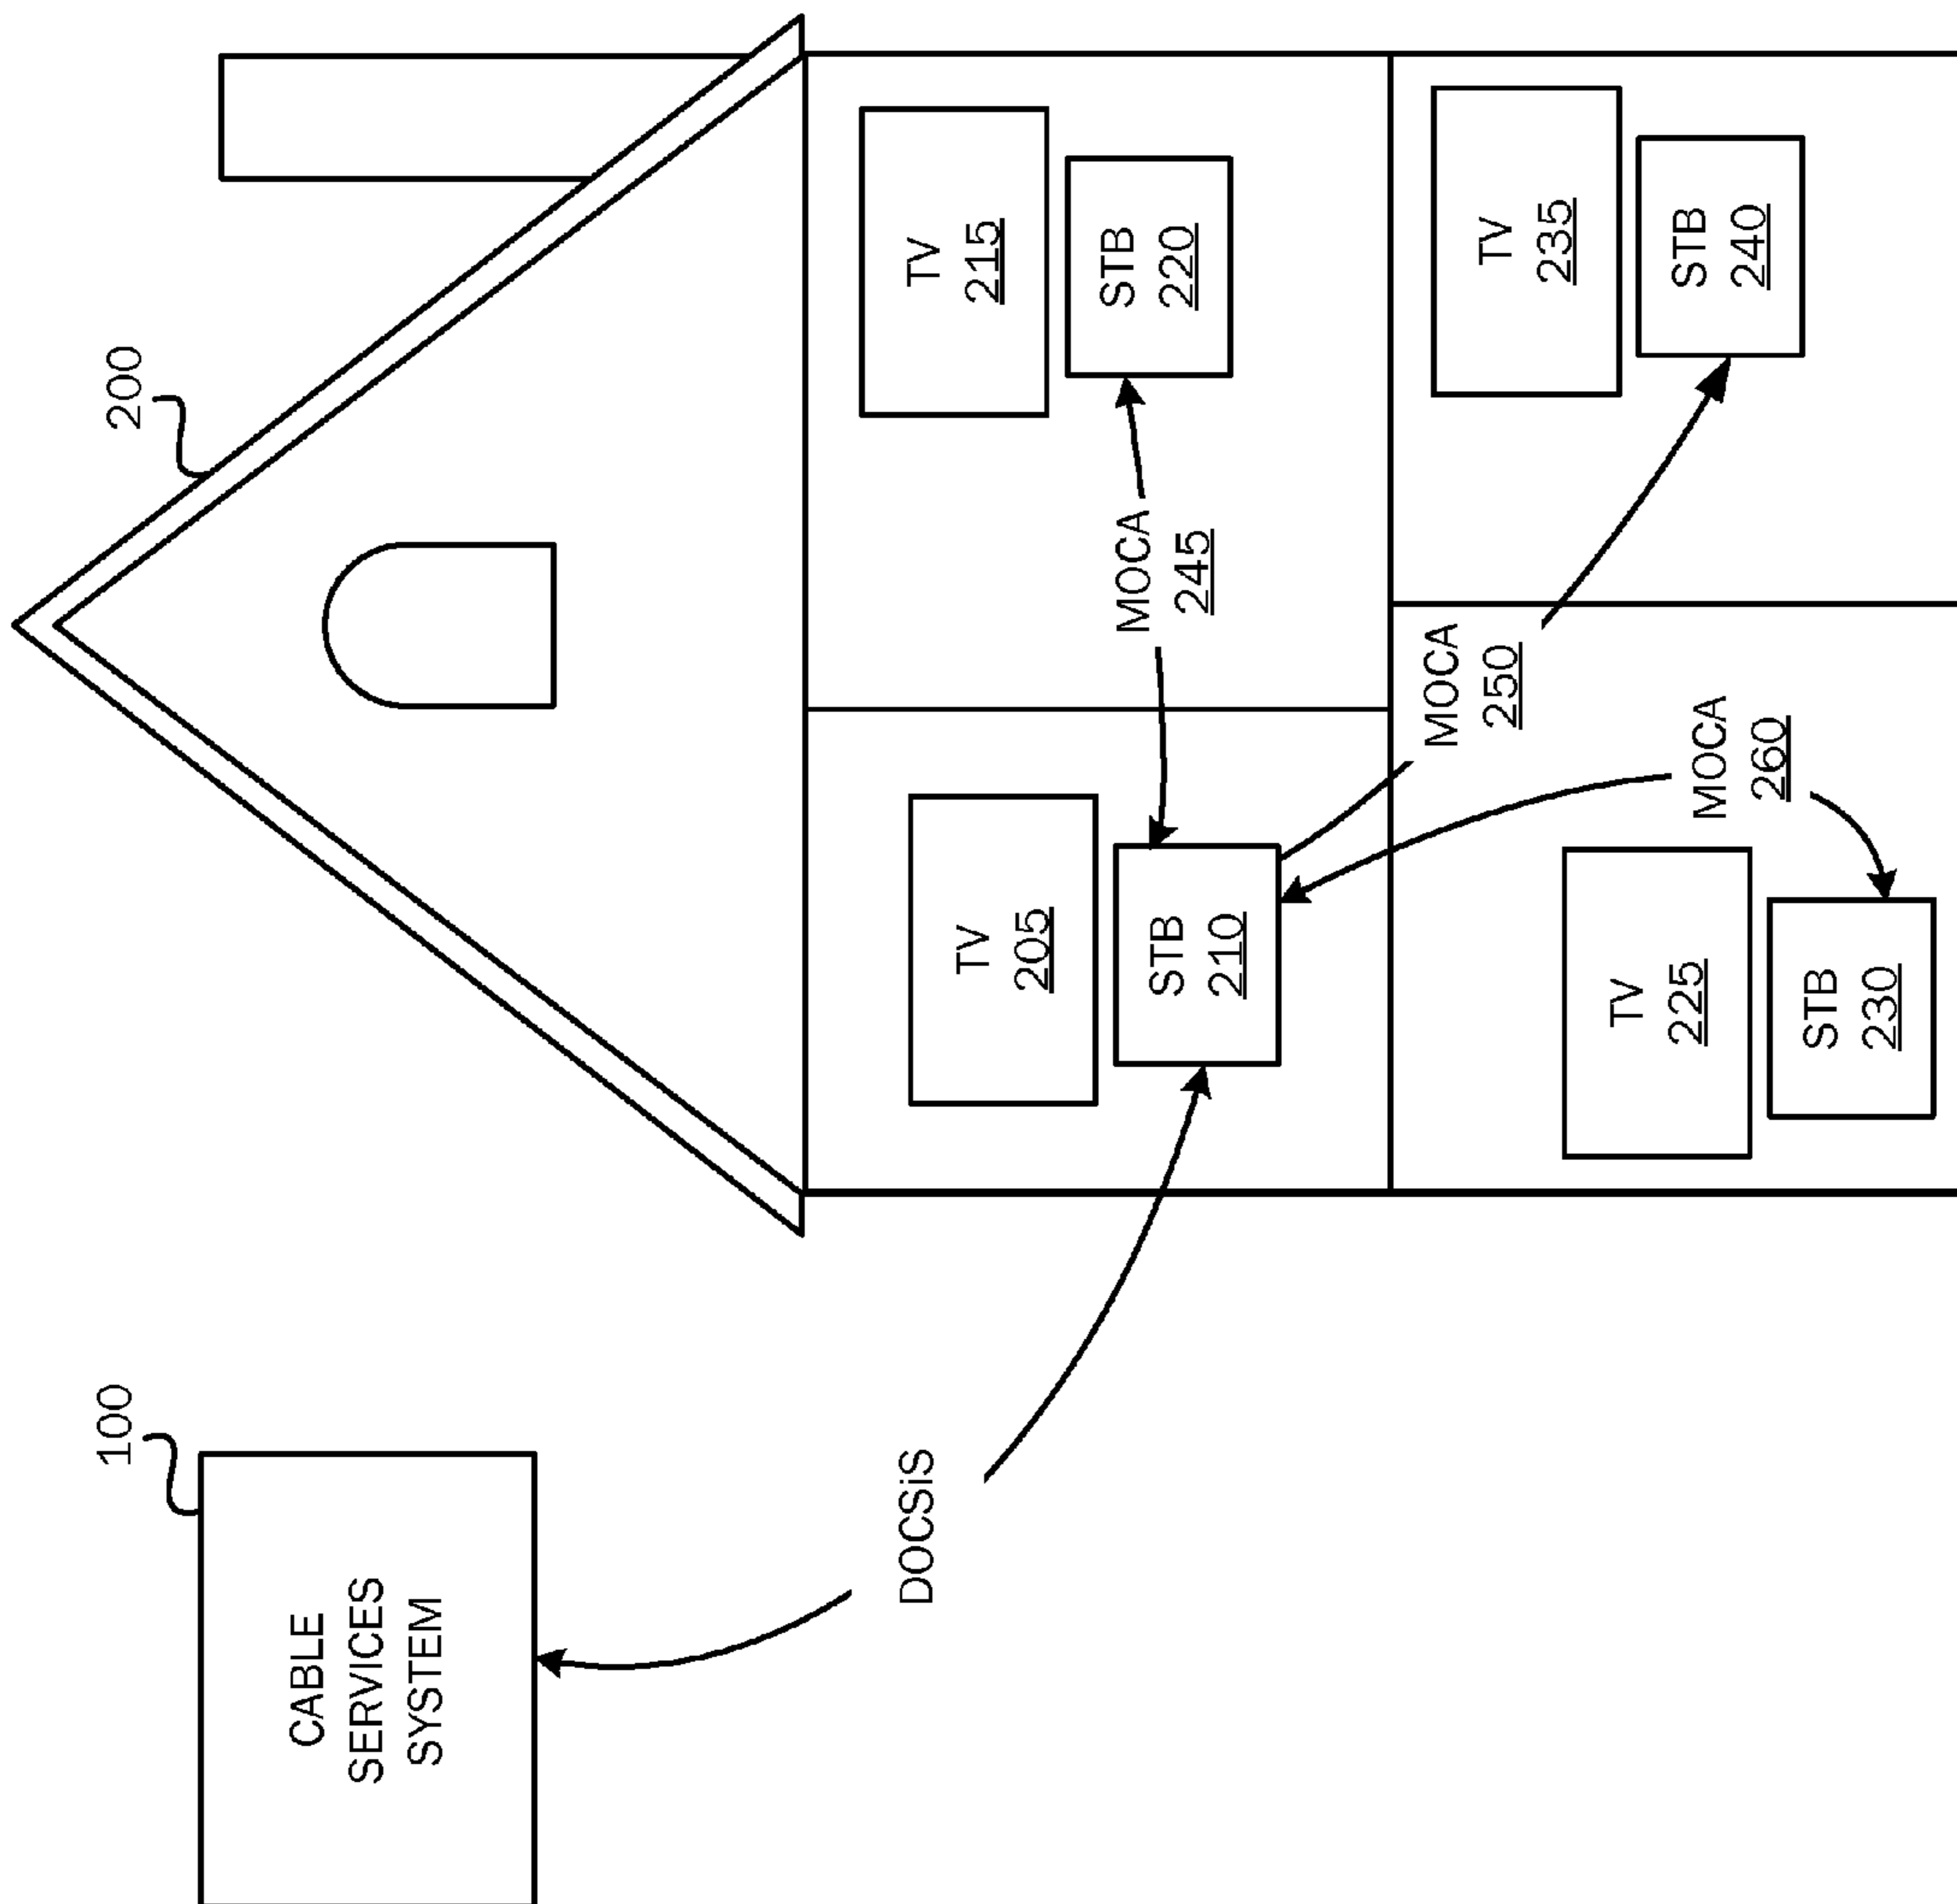 100
CABLE
SERVICES
SYSTEM
DOCSiS
200
TV
205
STB
210
MOCA
245
TV
215
STB
220
MOCA
250
MOCA
260
TV
225
STB
230
TV
235
STB
240